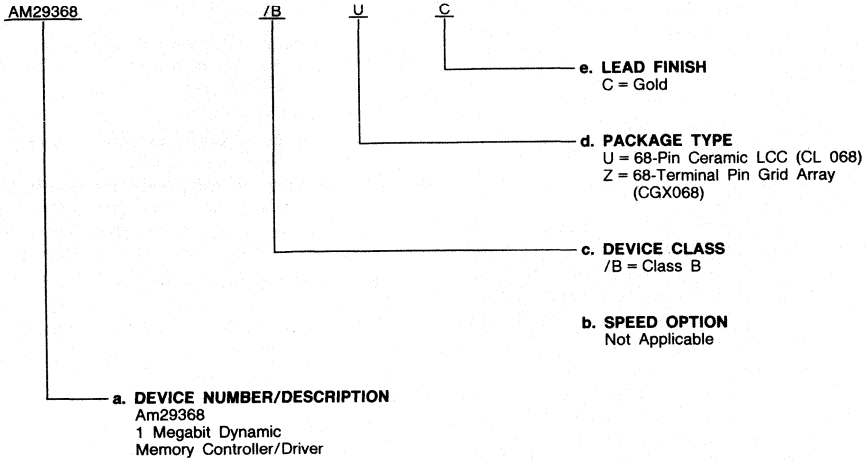 AM29368 /B U C
e. LEAD FINISH
C = Gold
d. PACKAGE TYPE
U = 68-Pin Ceramic LCC (CL 068)
Z = 68-Terminal Pin Grid Array
(CGX068)
c. DEVICE CLASS
/B = Class B
b. SPEED OPTION
Not Applicable
a. DEVICE NUMBER/DESCRIPTION
Am29368
1 Megabit Dynamic
Memory Controller/Driver